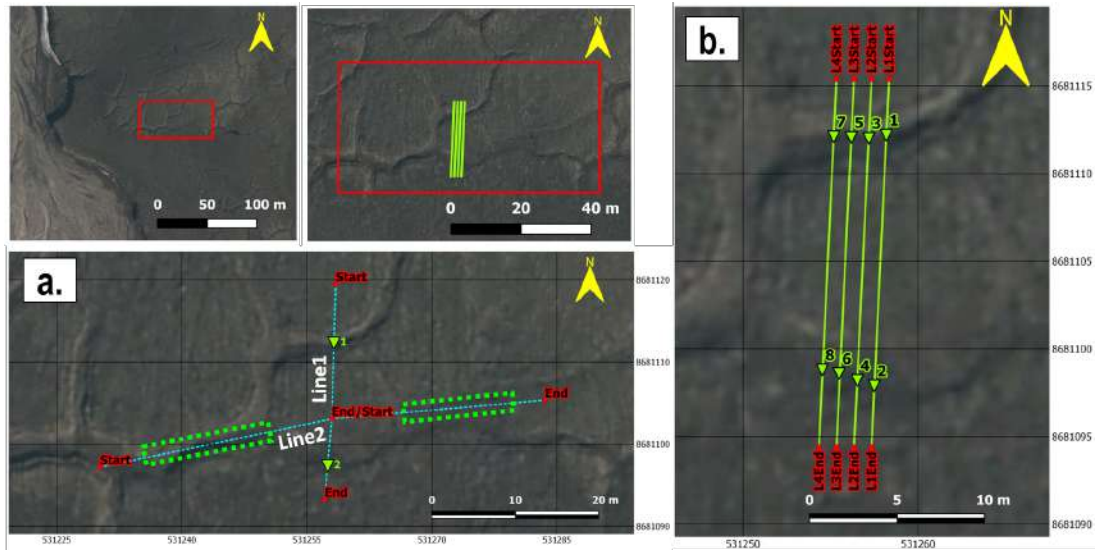 N
0 50 100 m
N
0 20 40 m
a.
N
Start
1
Line1
End/Start
End
Line2
Start
2
End
0 10 20 m
8681120
8681110
8681100
8681090
531225 531240 531255 531270 531285
b.
N
L4Start
L3Start
L2Start
L1Start
7 5 3 1
8 6 4 2
L4End
L3End
L2End
L1End
0 5 10 m
8681115
8681110
8681105
8681100
8681095
8681090
531250 531260